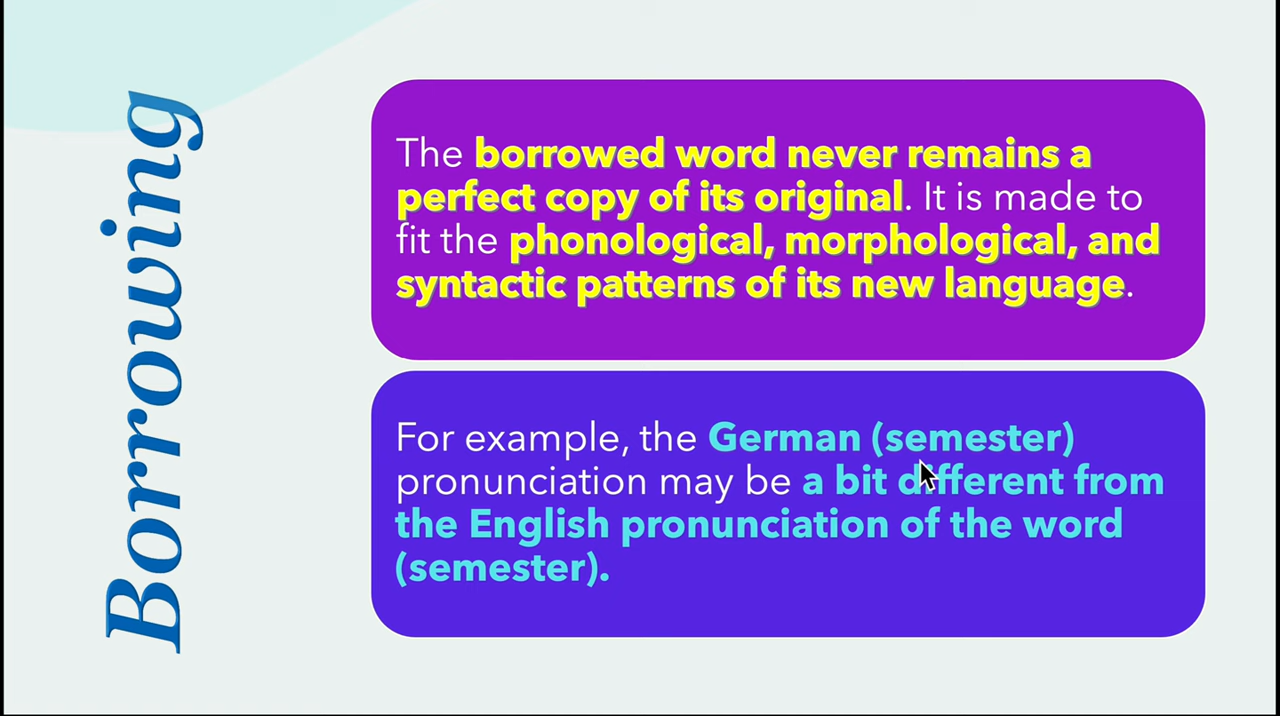 Borrowing
The borrowed word never remains a
perfect copy of its original. It is made to
fit the phonological, morphological, and
syntactic patterns of its new language.
For example, the German (semester)
pronunciation may be a bit different from
the English pronunciation of the word
(semester).